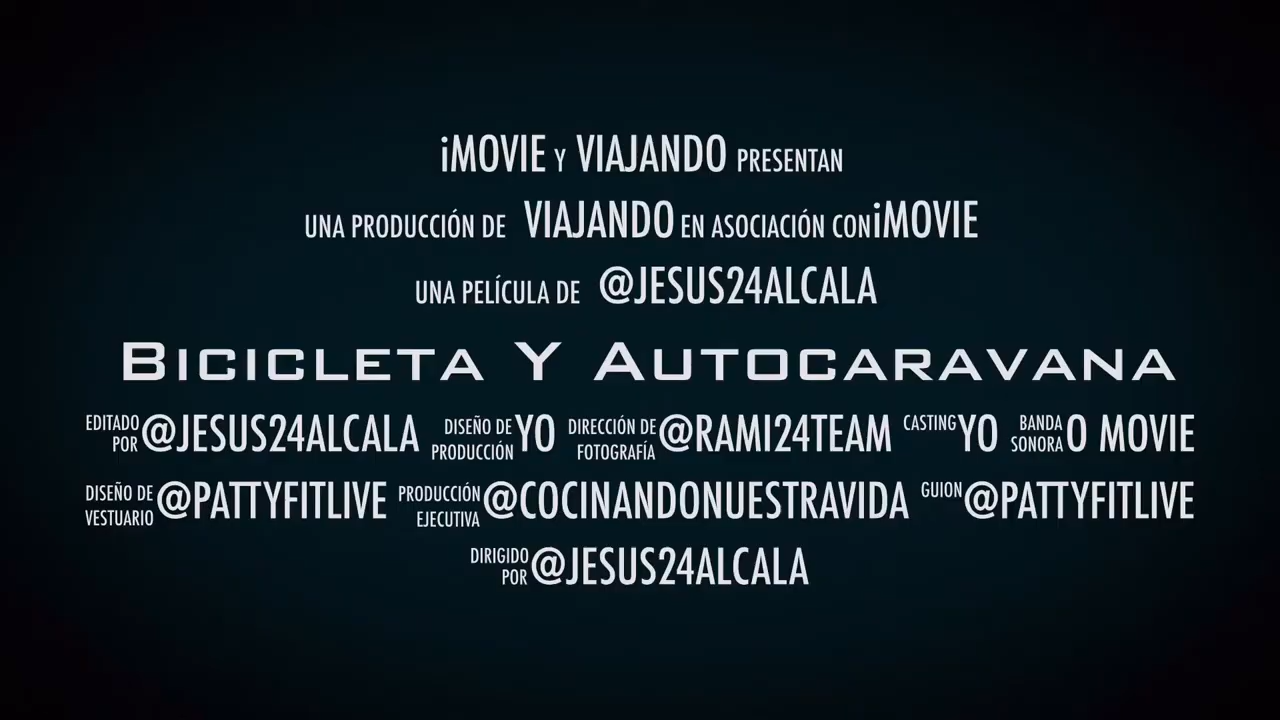 iMOVIE Y VIAJANDO PRESENTAN
UNA PRODUCCIÓN DE VIAJANDO EN ASOCIACIÓN CON iMOVIE
UNA PELÍCULA DE @JESUS24ALCALA
BICICLETA Y AUTOCARAVANA
EDITADO POR @JESUS24ALCALA DISEÑO DE PRODUCCIÓN YO DIRECCIÓN DE FOTOGRAFÍA @RAMI24TEAM CASTING YO BANDA SONORA O MOVIE
DISEÑO DE VESTUARIO @PATTYFITLIVE PRODUCCIÓN EJECUTIVA @COCINANDONUESTRAVIDA GUION @PATTYFITLIVE
DIRIGIDO POR @JESUS24ALCALA